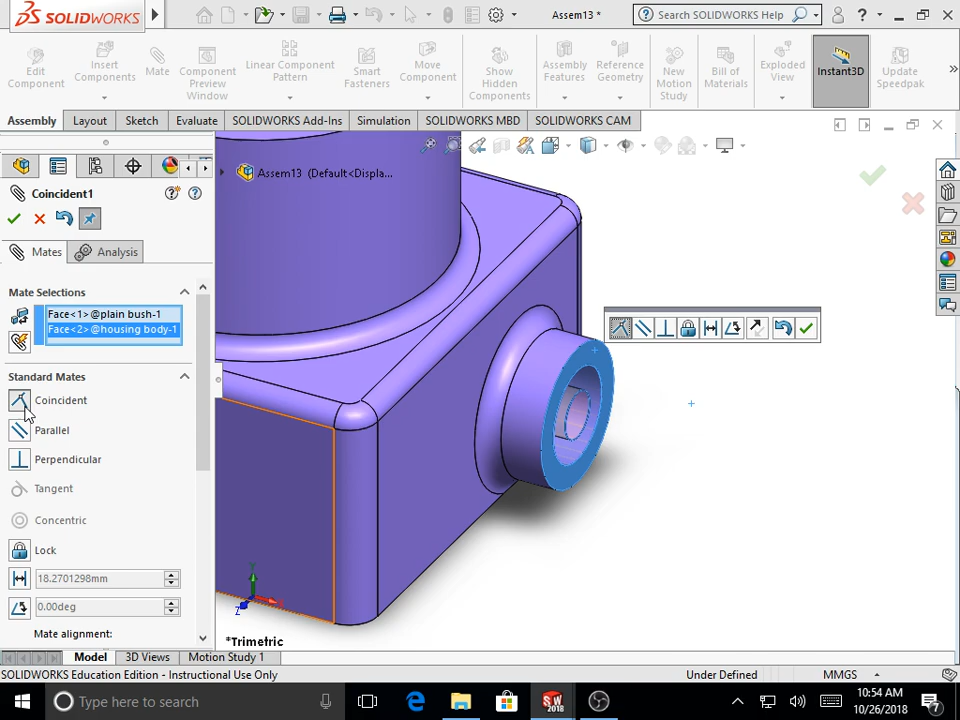 SOLIDWORKS
Assem13 *
Search SOLIDWORKS Help
Edit Component
Insert Components
Mate
Component Preview Window
Linear Component Pattern
Smart Fasteners
Move Component
Show Hidden Components
Assembly Features
Reference Geometry
New Motion Study
Bill of Materials
Exploded View
Instant3D
Update Speedpak
Assembly
Layout
Sketch
Evaluate
SOLIDWORKS Add-Ins
Simulation
SOLIDWORKS MBD
SOLIDWORKS CAM
Assem13 (Default<Displa...
Coincident1
Mates
Analysis
Mate Selections
Face<1>@plain bush-1
Face<2>@housing body-1
Standard Mates
Coincident
Parallel
Perpendicular
Tangent
Concentric
Lock
18.2701298mm
0.00deg
Mate alignment:
Y
Z
*Trimetric
Model
3D Views
Motion Study 1
SOLIDWORKS Education Edition - Instructional Use Only
Under Defined
MMGS
Type here to search
SW
2018
10:54 AM
10/26/2018
7